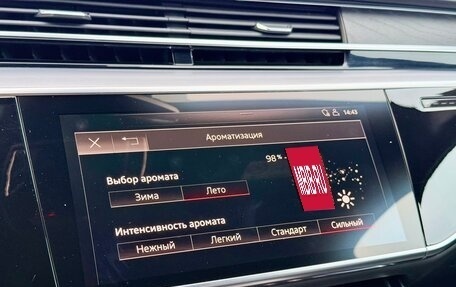 14:43
Ароматизация
98 %
Выбор аромата
Зима Лето
Интенсивность аромата
Нежный Легкий Стандарт Сильный